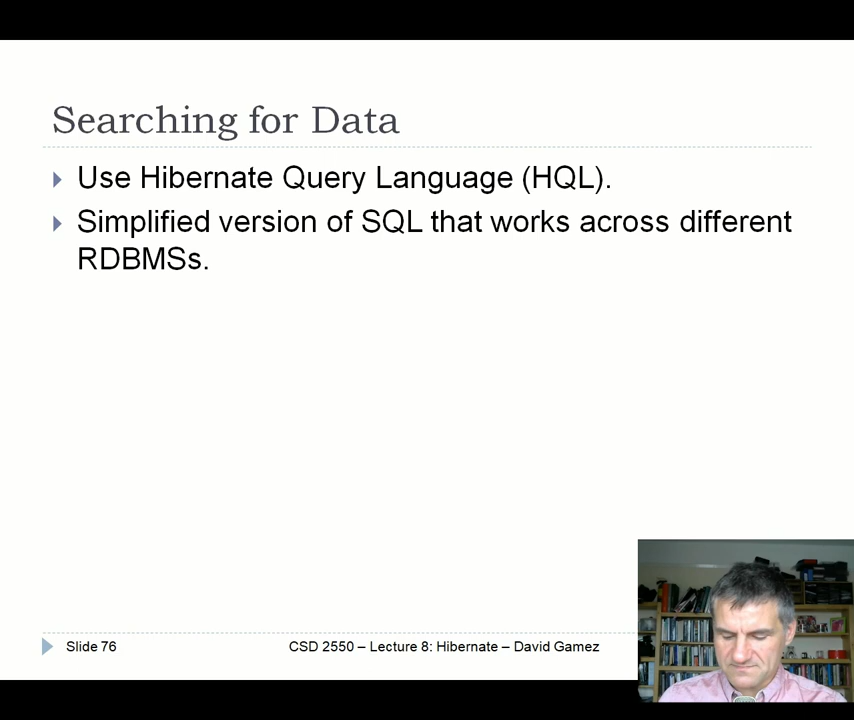 Searching for Data
Use Hibernate Query Language (HQL).
Simplified version of SQL that works across different
RDBMSs.
Slide 76
CSD 2550 – Lecture 8: Hibernate – David Gamez